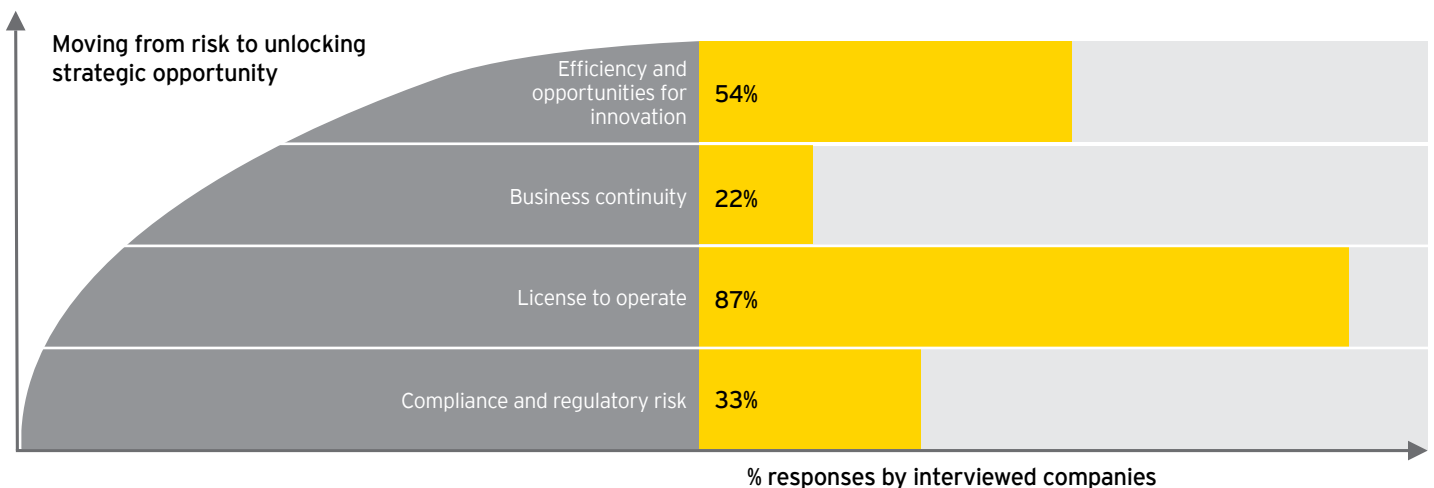 Moving from risk to unlocking
strategic opportunity
Efficiency and
opportunities for
innovation
54%
Business continuity
22%
License to operate
87%
Compliance and regulatory risk
33%
% responses by interviewed companies